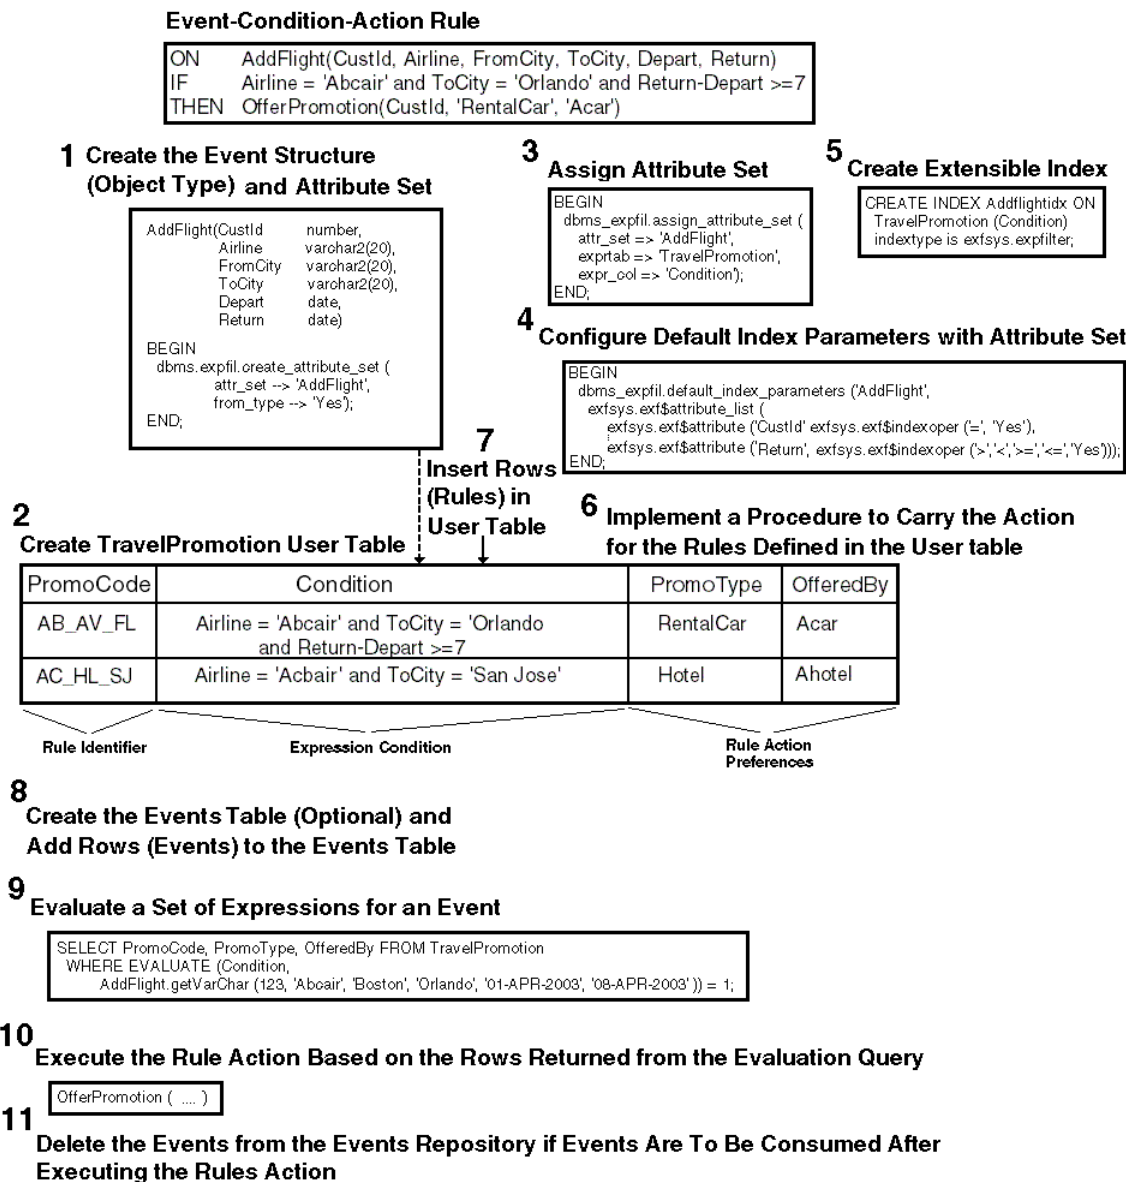 Event-Condition-Action Rule
ON AddFlight(CustId, Airline, FromCity, ToCity, Depart, Return)
IF Airline = 'Abcair' and ToCity = 'Orlando' and Return-Depart >=7
THEN OfferPromotion(CustId, 'RentalCar', 'Acar')
1 Create the Event Structure
(Object Type) and Attribute Set
AddFlight(CustId number,
Airline varchar2(20),
FromCity varchar2(20),
ToCity varchar2(20),
Depart date,
Return date)
BEGIN
dbms.expfil.create_attribute_set (
attr_set --> 'AddFlight',
from_type --> 'Yes');
END;
3
Assign Attribute Set
BEGIN
dbms_expfil.assign_attribute_set (
attr_set => 'AddFlight',
exprtab => 'TravelPromotion',
expr_col => 'Condition');
END;
5
Create Extensible Index
CREATE INDEX Addflightidx ON
TravelPromotion (Condition)
indextype is exfsys.expfilter;
4
Configure Default Index Parameters with Attribute Set
BEGIN
dbms_expfil.default_index_parameters ('AddFlight',
exfsys.exf$attribute_list (
exfsys.exf$attribute ('CustId' exfsys.exf$indexoper ('=', 'Yes'),
exfsys.exf$attribute ('Return', exfsys.exf$indexoper ('>','<','>=','<=','Yes')));
END;
7
Insert Rows
(Rules) in
User Table
6
Implement a Procedure to Carry the Action
for the Rules Defined in the User table
2
Create TravelPromotion User Table
PromoCode Condition PromoType OfferedBy
AB_AV_FL Airline = 'Abcair' and ToCity = 'Orlando RentalCar Acar
and Return-Depart >=7
AC_HL_SJ Airline = 'Acbair' and ToCity = 'San Jose' Hotel Ahotel
Rule Identifier Expression Condition Rule Action
Preferences
8
Create the Events Table (Optional) and
Add Rows (Events) to the Events Table
9
Evaluate a Set of Expressions for an Event
SELECT PromoCode, PromoType, OfferedBy FROM TravelPromotion
WHERE EVALUATE (Condition,
AddFlight.getVarChar (123, 'Abcair', 'Boston', 'Orlando', '01-APR-2003', '08-APR-2003' )) = 1;
10
Execute the Rule Action Based on the Rows Returned from the Evaluation Query
OfferPromotion ( .... )
11
Delete the Events from the Events Repository if Events Are To Be Consumed After
Executing the Rules Action